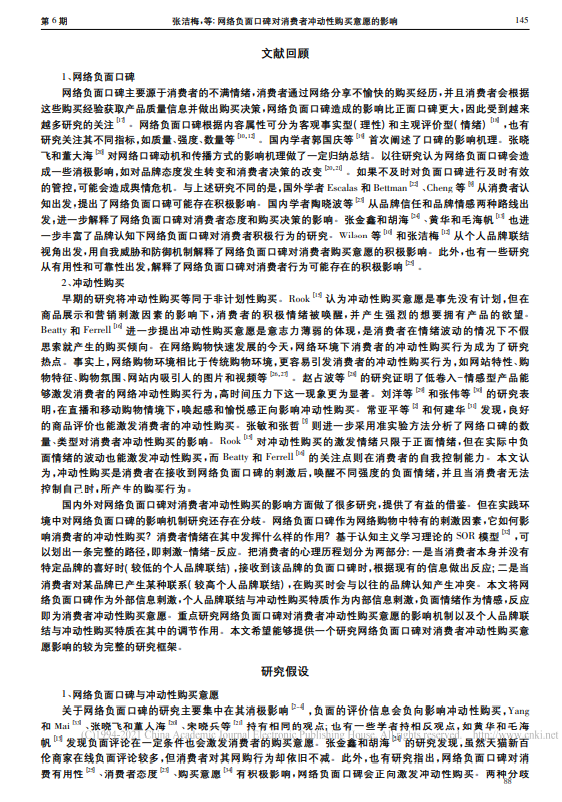 第 6 期
张洁梅，等：网络负面口碑对消费者冲动性购买意愿的影响
145
文献回顾
1、网络负面口碑
网络负面口碑主要源于消费者的不满情绪，消费者通过网络分享不愉快的购买经历，并且消费者会根据
这些购买经验获取产品质量信息并做出购买决策，网络负面口碑造成的影响比正面口碑更大，因此受到越来
越多研究的关注[17]。网络负面口碑根据内容属性可分为客观事实型(理性)和主观评价型(情绪)[18]，也有
研究关注其不同指标，如质量、强度、数量等[10,12]。国内学者郭国庆等[19]首次阐述了口碑的影响机理。张晓
飞和董大海[20]对网络口碑动机和传播方式的影响机理做了一定归纳总结。以往研究认为网络负面口碑会造
成一些消极影响，如对品牌态度发生转变和消费者决策的改变[20,21]。如果不及时对负面口碑进行及时有效
的管控，可能会造成舆情危机。与上述研究不同的是，国外学者 Escalas 和 Bettman[22]、Cheng 等[8]从消费者认
知出发，提出了网络负面口碑可能存在积极影响。国内学者陶晓波等[23]从品牌信任和品牌情感两种路线出
发，进一步解释了网络负面口碑对消费者态度和购买决策的影响。张金鑫和胡海[24]、黄华和毛海帆[13]也进
一步丰富了品牌认知下网络负面口碑对消费者积极行为的研究。Wilson 等[10]和张洁梅[12]从个人品牌联结
视角出发，用自我威胁和防御机制解释了网络负面口碑对消费者购买意愿的积极影响。此外，也有一些研究
从有用性和可靠性出发，解释了网络负面口碑对消费者行为可能存在的积极影响[25]。
2、冲动性购买
早期的研究将冲动性购买等同于非计划性购买。Rook[15]认为冲动性购买意愿是事先没有计划，但在
商品展示和营销刺激因素的影响下，消费者的积极情绪被唤醒，并产生强烈的想要拥有产品的欲望。
Beatty 和 Ferrell[16]进一步提出冲动性购买意愿是意志力薄弱的体现，是消费者在情绪波动的情况下不假
思索就产生的购买倾向。在网络购物快速发展的今天，网络环境下消费者的冲动性购买行为成为了研究
热点。事实上，网络购物环境相比于传统购物环境，更容易引发消费者的冲动性购买行为，如网站特性、购
物特征、购物氛围、网站内吸引人的图片和视频等[26,27]。赵占波等[28]的研究证明了低卷入-情感型产品能
够激发消费者的网络冲动性购买行为，高时间压力下这一现象更为显著。刘洋等[29]和张伟等[30]的研究表
明，在直播和移动购物情境下，唤起感和愉悦感正向影响冲动性购买。常亚平等[2]和何建华[31]发现，良好
的商品评价也能激发消费者的冲动性购买。张敏和张哲[3]则进一步采用准实验方法分析了网络口碑的数
量、类型对消费者冲动性购买的影响。Rook[15]对冲动性购买的激发情绪只限于正面情绪，但在实际中负
面情绪的波动也能激发冲动性购买，而 Beatty 和 Ferrell[16]的关注点则在消费者的自我控制能力。本文认
为，冲动性购买是消费者在接收到网络负面口碑的刺激后，唤醒不同强度的负面情绪，并且当消费者无法
控制自己时，所产生的购买行为。
国内外对网络负面口碑对消费者冲动性购买的影响方面做了很多研究，提供了有益的借鉴。但在实践环
境中对网络负面口碑的影响机制研究还存在分歧。网络负面口碑作为网络购物中特有的刺激因素，它如何影
响消费者的冲动性购买？消费者情绪在其中发挥什么样的作用？基于认知主义学习理论的 SOR 模型[32]，可
以划出一条完整的路径，即刺激-情绪-反应。把消费者的心理历程划分为两部分：一是当消费者本身并没有
特定品牌的喜好时(较低的个人品牌联结)，接收到该品牌的负面口碑时，根据现有的信息做出反应；二是当
消费者对某品牌已产生某种联系(较高个人品牌联结)，在购买时会与以往的品牌认知产生冲突。本文将网
络负面口碑作为外部信息刺激，个人品牌联结与冲动性购买特质作为内部信息刺激，负面情绪作为情感，反应
即为消费者冲动性购买意愿。重点研究网络负面口碑对消费者冲动性购买意愿的影响机制以及个人品牌联
结与冲动性购买特质在其中的调节作用。本文希望能够提供一个研究网络负面口碑对消费者冲动性购买意
愿影响的较为完整的研究框架。
研究假设
1、网络负面口碑与冲动性购买意愿
关于网络负面口碑的研究主要集中在其消极影响[2-4]，负面的评价信息会负向影响冲动性购买，Yang
和 Mai[33]、张晓飞和董大海[20]、宋晓兵等[21]持有相同的观点；也有一些学者持相反观点，如黄华和毛海
帆[13]发现负面评论在一定条件也会激发消费者的购买意愿。张金鑫和胡海[24]的研究发现，虽然天猫新百
伦商家在线负面评论较多，但消费者对其网购行为却依旧不减。此外，也有研究指出，网络负面口碑对消
费有用性[25]、消费者态度[23]、购买意愿[34]有积极影响，网络负面口碑会正向激发冲动性购买。两种分歧
(C)1994-2021 China Academic Journal Electronic Publishing House. All rights reserved. http://www.cnki.net
88